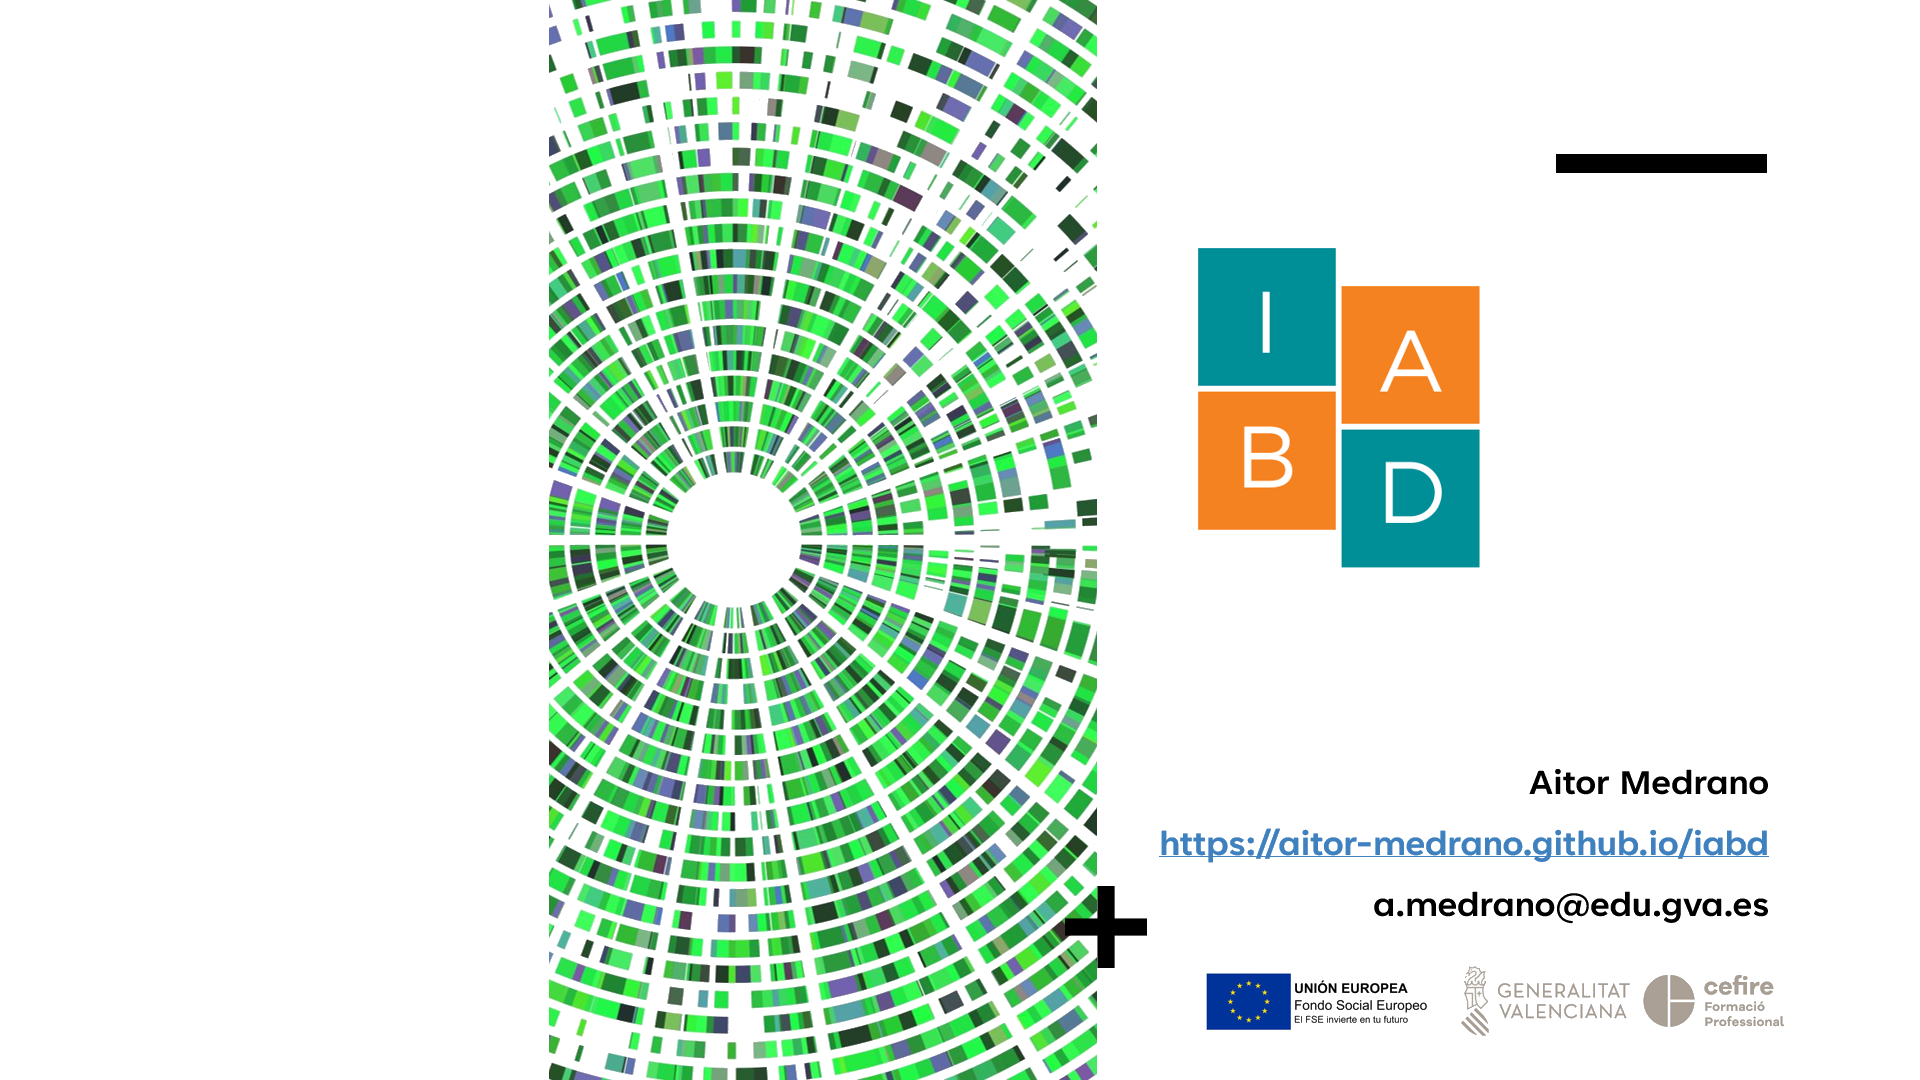 I
A
B
D
Aitor Medrano
https://aitor-medrano.github.io/iabd
a.medrano@edu.gva.es
UNIÓN EUROPEA
Fondo Social Europeo
El FSE invierte en tu futuro
GENERALITAT
VALENCIANA
cefire
Formació
Professional